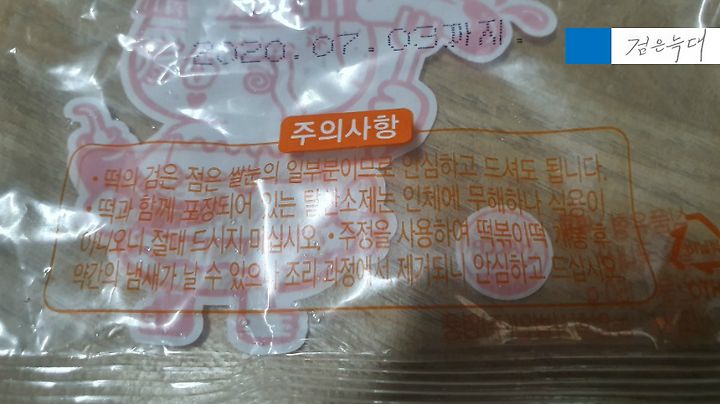 2020.07.03까지.
검은늑대
주의사항
• 떡의 검은 점은 쌀눈의 일부분이므로 안심하고 드셔도 됩니다.
• 떡과 함께 포장되어 있는 탈산소제는 인체에 무해하나 식용이
아니오니 절대 드시지 마십시오. • 주정을 사용하여 떡볶이떡 개봉후
약간의 냄새가 날 수 있으 조리 과정에서 제거되니 안심하고 드십시오.